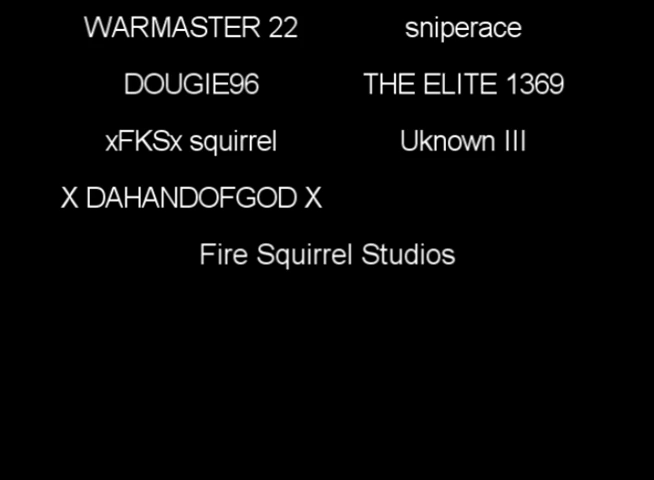 WARMASTER 22 sniperace
DOUGIE96 THE ELITE 1369
xFKSx squirrel Uknown III
X DAHANDOFGOD X
Fire Squirrel Studios